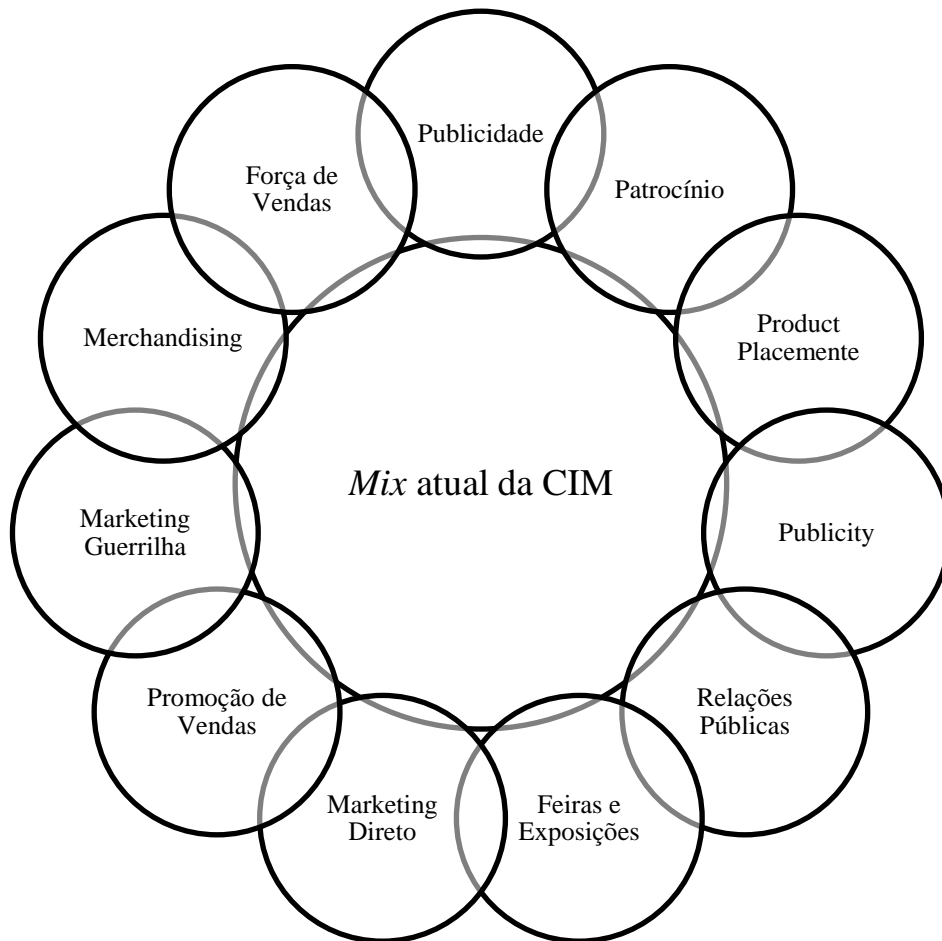 Publicidade
Patrocínio
Product
Placemente
Publicity
Relações
Públicas
Feiras e
Exposições
Marketing
Direto
Promoção de
Vendas
Marketing
Guerrilha
Merchandising
Força de
Vendas
Mix atual da CIM